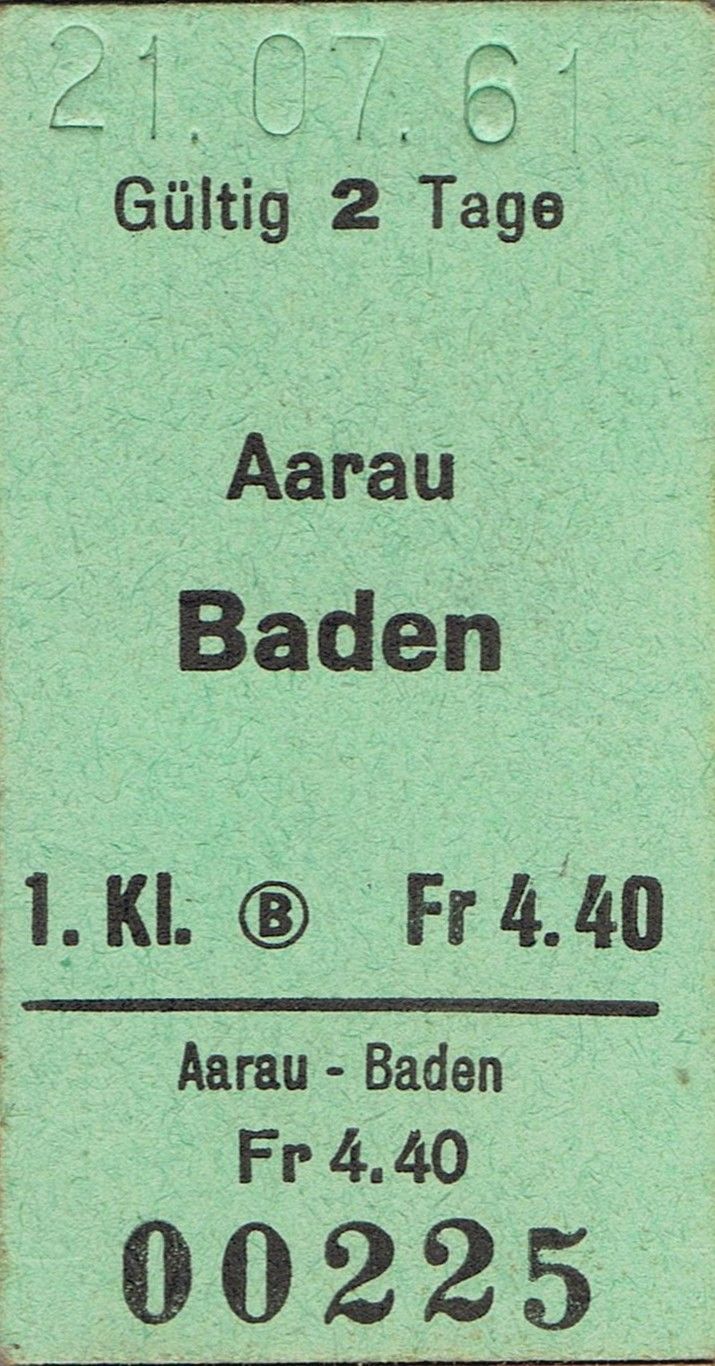 21.07.61
Gültig 2 Tage
Aarau
Baden
1. Kl. Ⓑ Fr 4.40
Aarau - Baden
Fr 4.40
00225